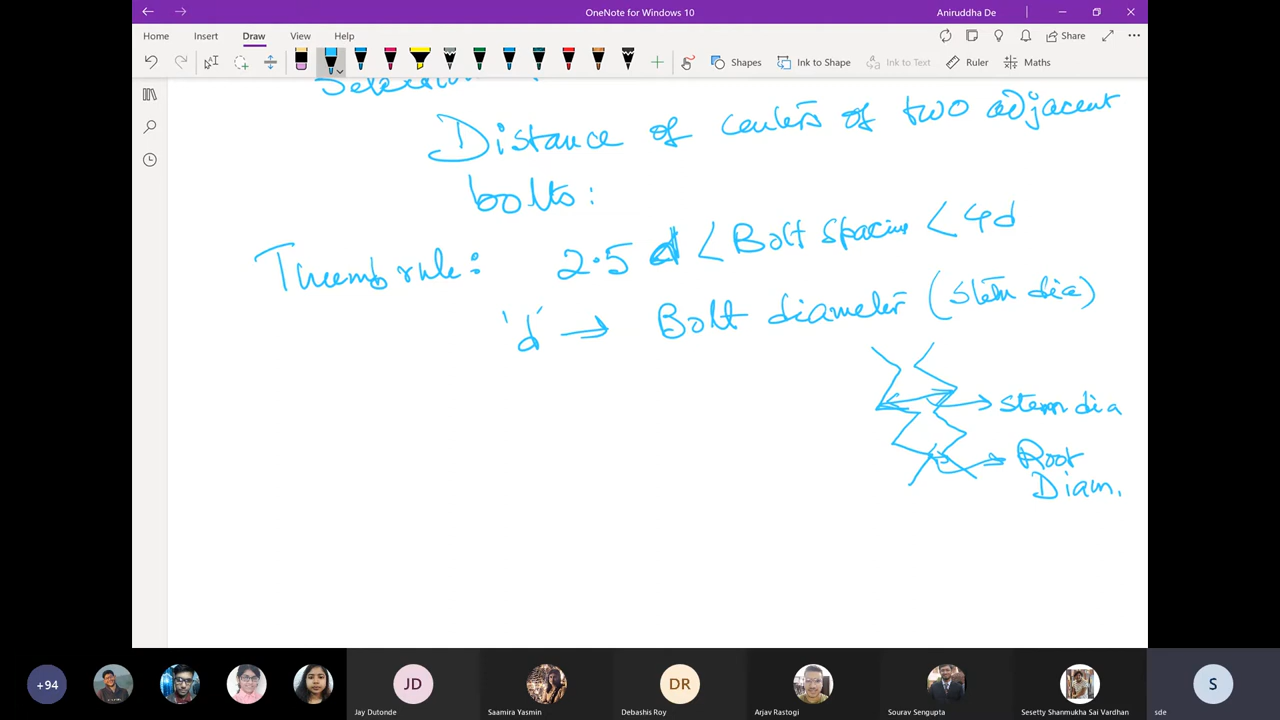 OneNote for Windows 10
Aniruddha De
Home Insert Draw View Help
Share
Shapes Ink to Shape Ink to Text Ruler Maths
Distance of centers of two adjacent
bolts:
Thumb rule: 2.5 d < Bolt spacing < 4d
'd' → Bolt diameter (stem dia)
stem dia
Root
Diam.
+94
JD
DR
S
Jay Dutonde
Saamira Yasmin
Debashis Roy
Arjav Rastogi
Sourav Sengupta
Sesetty Shanmukha Sai Vardhan
sde